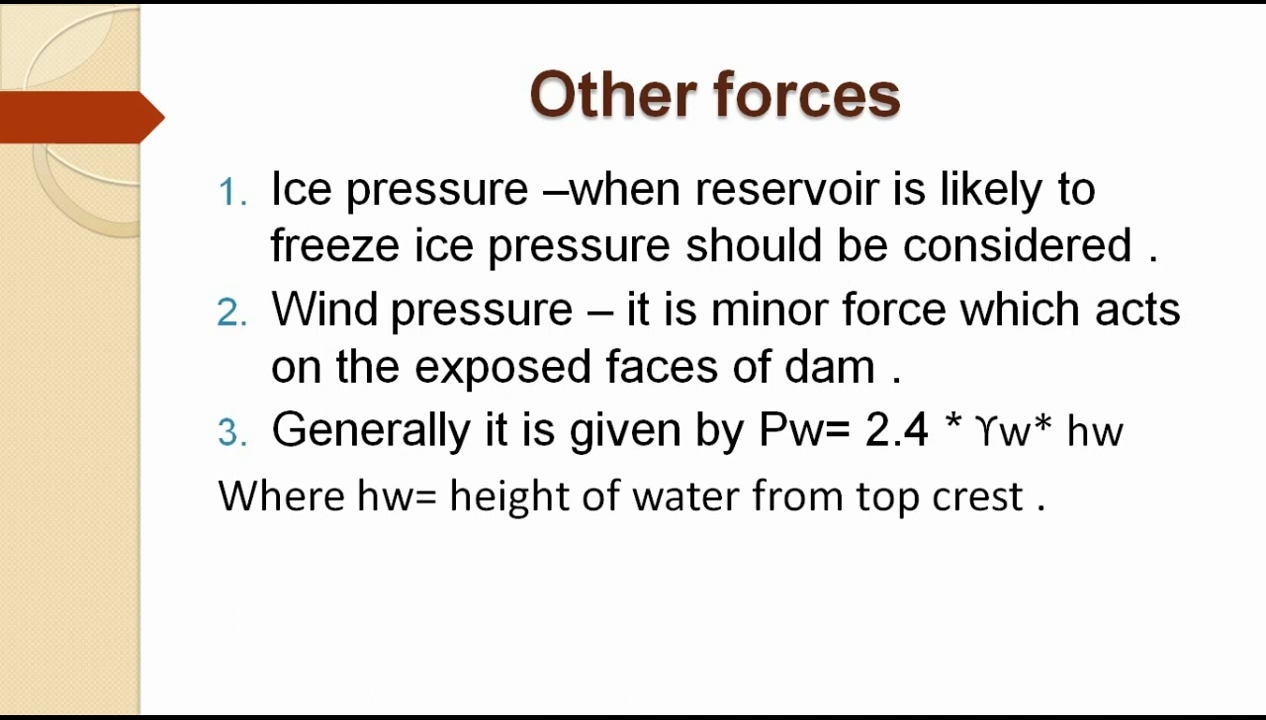 Other forces
1. Ice pressure –when reservoir is likely to
freeze ice pressure should be considered .
2. Wind pressure – it is minor force which acts
on the exposed faces of dam .
3. Generally it is given by Pw= 2.4 * ϒw* hw
Where hw= height of water from top crest .